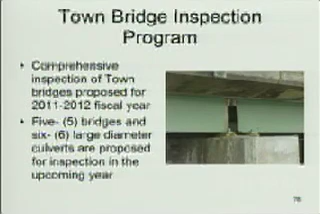 Town Bridge Inspection
Program
• Comprehensive
inspection of Town
bridges proposed for
2011-2012 fiscal year
• Five- (5) bridges and
six- (6) large diameter
culverts are proposed
for inspection in the
upcoming year